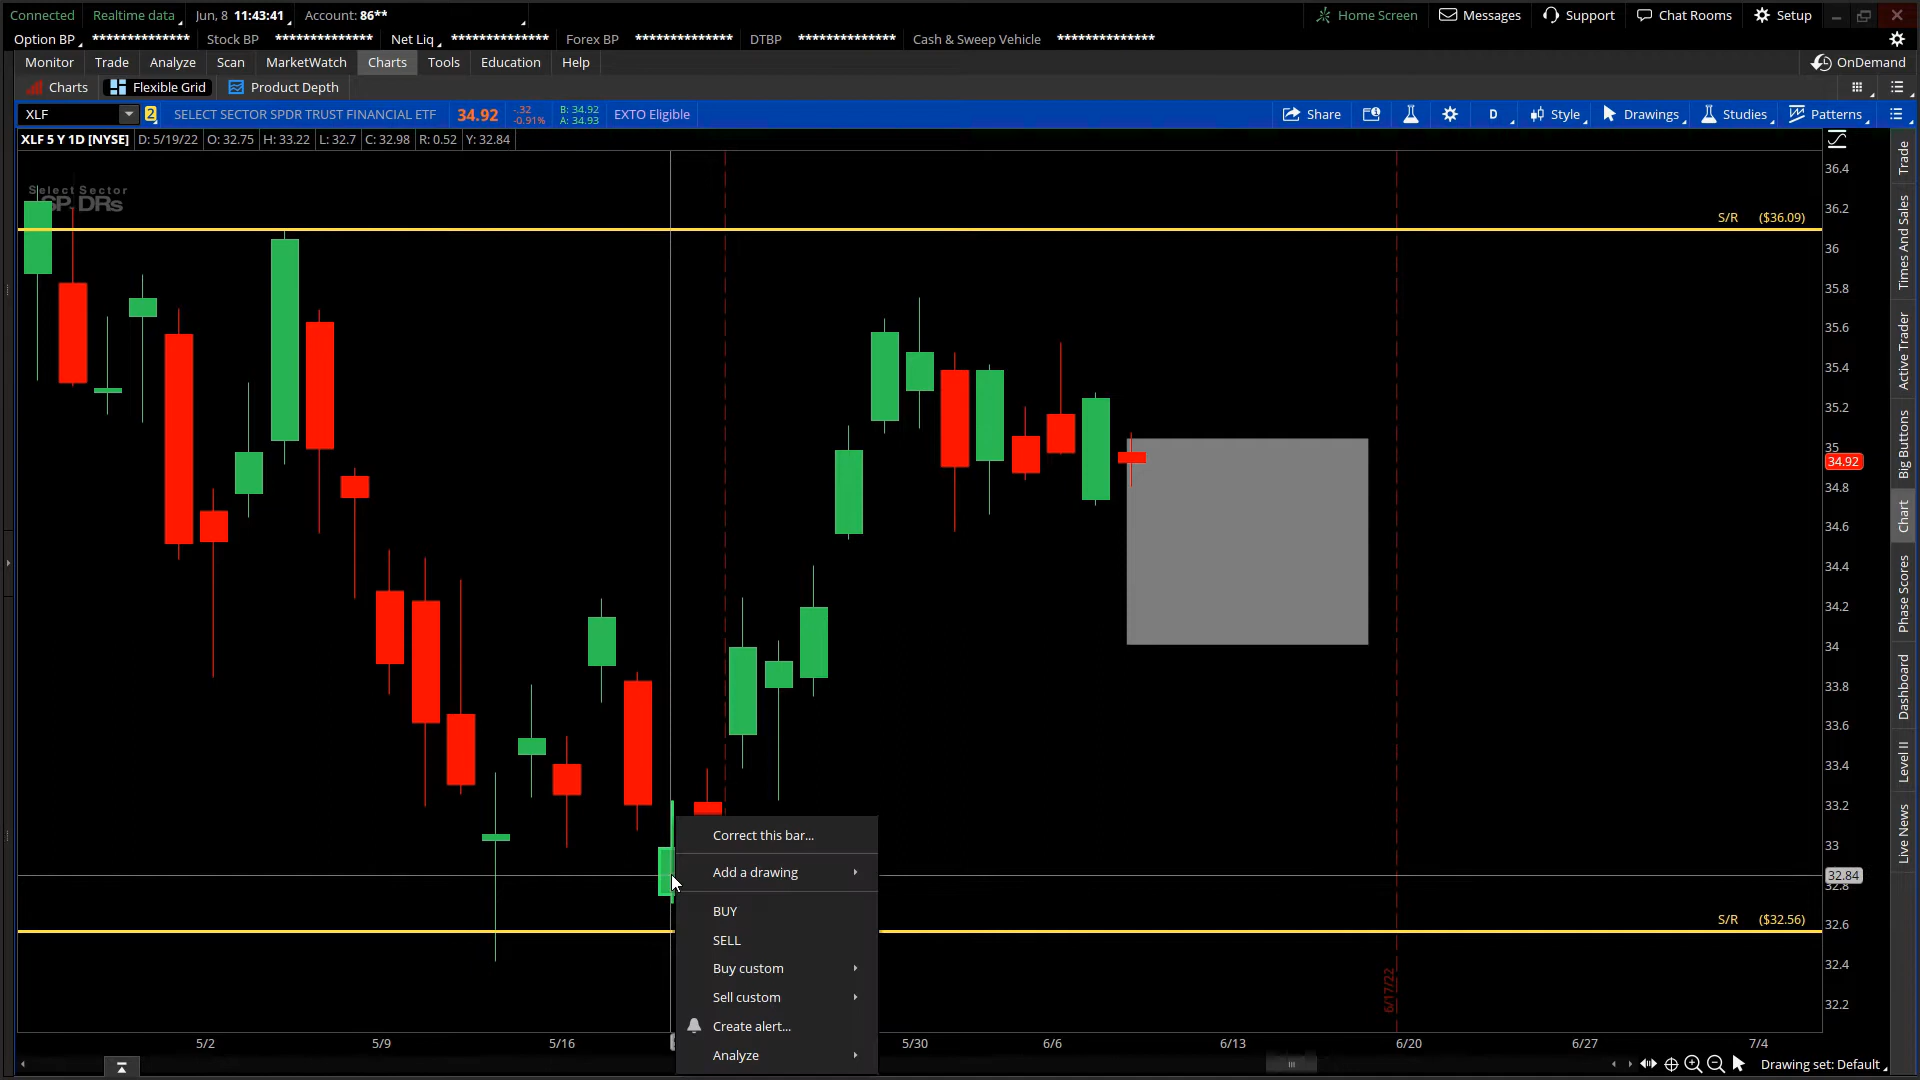 Connected Realtime data Jun, 8 11:43:41 Account: 86** Home Screen Messages Support Chat Rooms Setup
Option BP ************** Stock BP ************** Net Liq ************** Forex BP ************** DTBP ************** Cash & Sweep Vehicle **************
Monitor Trade Analyze Scan MarketWatch Charts Tools Education Help OnDemand
Charts Flexible Grid Product Depth
XLF 2 SELECT SECTOR SPDR TRUST FINANCIAL ETF 34.92 -.32 -0.91% B: 34.92 A: 34.93 EXTO Eligible Share D Style Drawings Studies Patterns
XLF 5 Y 1D [NYSE] D: 5/19/22 O: 32.75 H: 33.22 L: 32.7 C: 32.98 R: 0.52 Y: 32.84
Select Sector
SPDRs
S/R ($36.09)
S/R ($32.56)
36.4
36.2
36
35.8
35.6
35.4
35.2
35
34.92
34.8
34.6
34.4
34.2
34
33.8
33.6
33.4
33.2
33
32.84
32.8
32.6
32.4
32.2
6/17/22
Correct this bar...
Add a drawing
BUY
SELL
Buy custom
Sell custom
Create alert...
Analyze
5/2 5/9 5/16 5/30 6/6 6/13 6/20 6/27 7/4
Drawing set: Default
Trade
Times And Sales
Active Trader
Big Buttons
Chart
Phase Scores
Dashboard
Level II
Live News